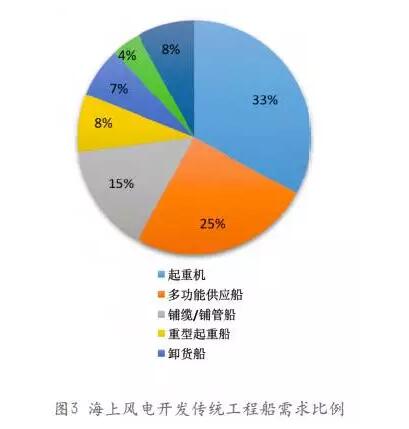 8%
4%
33%
7%
8%
15%
25%
起重机
多功能供应船
铺缆/铺管船
重型起重船
卸货船
图3 海上风电开发传统工程船需求比例